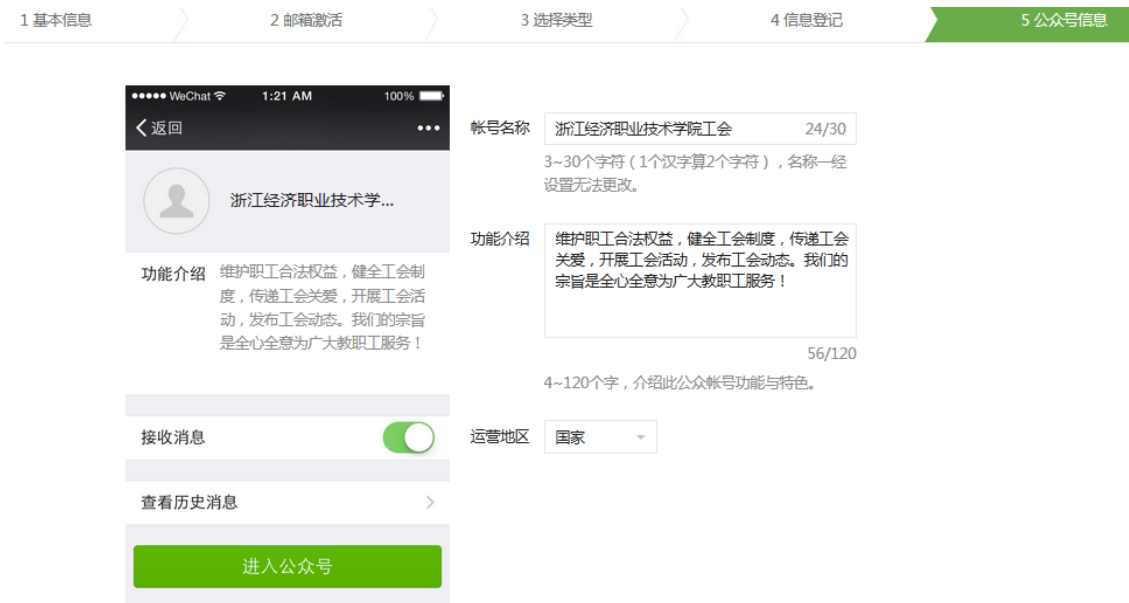 1 基本信息
2 邮箱激活
3 选择类型
4 信息登记
5 公众号信息
WeChat 1:21 AM 100%
返回
浙江经济职业技术学...
功能介绍 维护职工合法权益，健全工会制
度，传递工会关爱，开展工会活
动，发布工会动态。我们的宗旨
是全心全意为广大教职工服务！
接收消息
查看历史消息
进入公众号
帐号名称 浙江经济职业技术学院工会 24/30
3~30个字符（1个汉字算2个字符），名称一经
设置无法更改。
功能介绍 维护职工合法权益，健全工会制度，传递工会
关爱，开展工会活动，发布工会动态。我们的
宗旨是全心全意为广大教职工服务！
56/120
4~120个字，介绍此公众帐号功能与特色。
运营地区 国家